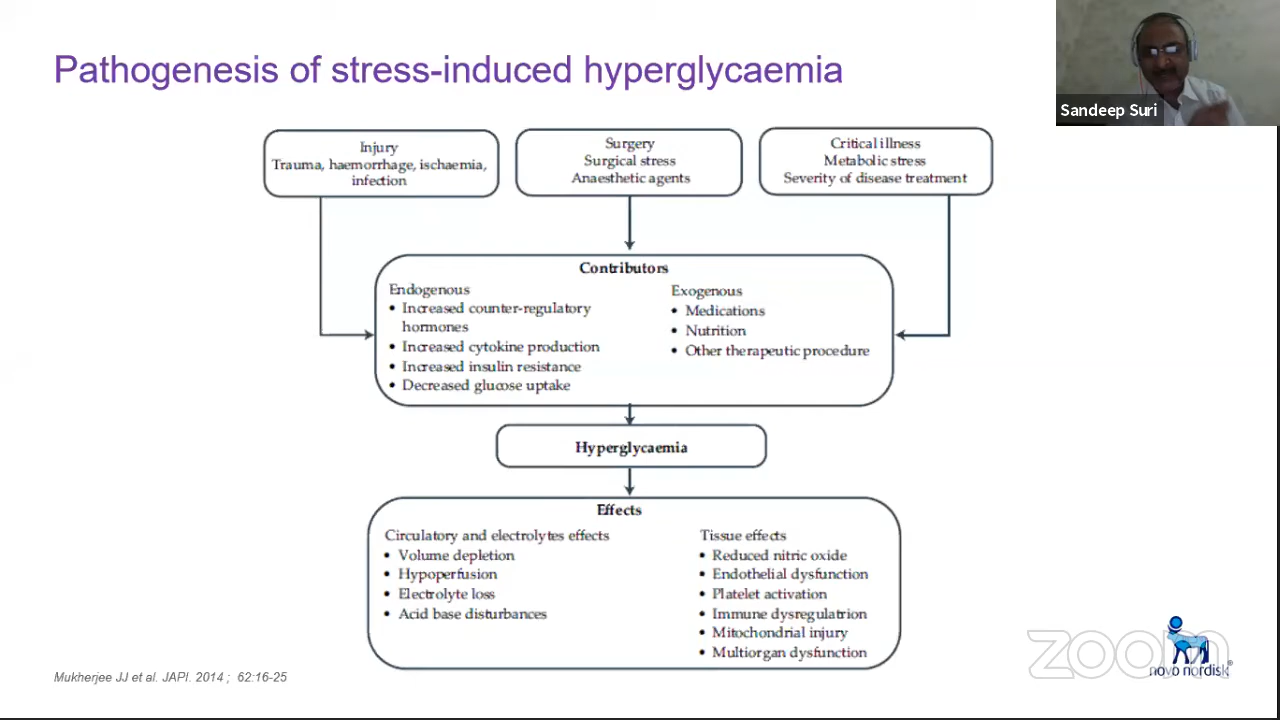 Pathogenesis of stress-induced hyperglycaemia
Sandeep Suri
Injury
Trauma, haemorrhage, ischaemia,
infection
Surgery
Surgical stress
Anaesthetic agents
Critical illness
Metabolic stress
Severity of disease treatment
Contributors
Endogenous
• Increased counter-regulatory
hormones
• Increased cytokine production
• Increased insulin resistance
• Decreased glucose uptake
Exogenous
• Medications
• Nutrition
• Other therapeutic procedure
Hyperglycaemia
Effects
Circulatory and electrolytes effects
• Volume depletion
• Hypoperfusion
• Electrolyte loss
• Acid base disturbances
Tissue effects
• Reduced nitric oxide
• Endothelial dysfunction
• Platelet activation
• Immune dysregulatrion
• Mitochondrial injury
• Multiorgan dysfunction
Mukherjee JJ et al. JAPI. 2014 ; 62:16-25
zoom
novo nordisk®